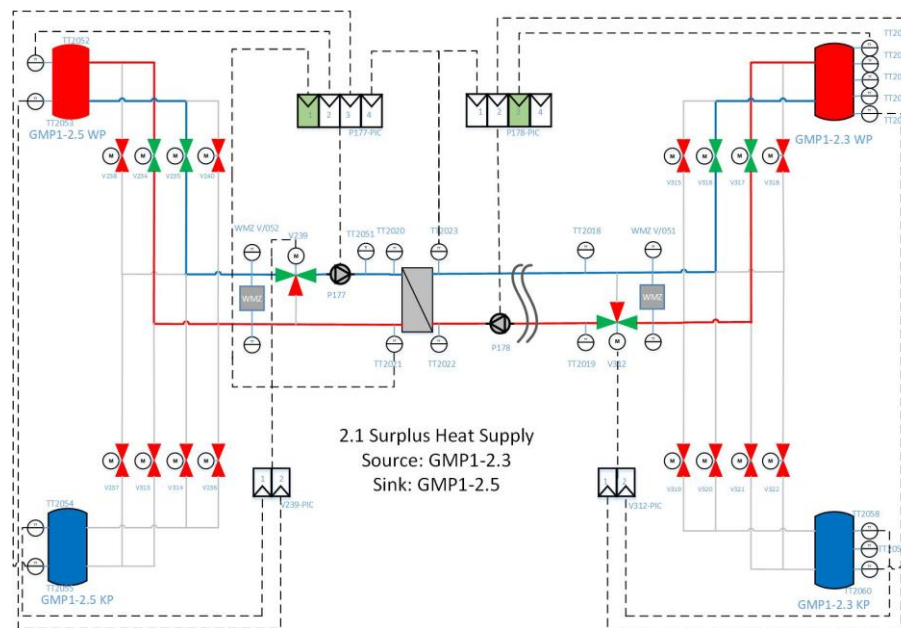 TT2052
TT2053
GMP1-2.5 WP
1
2
3
4
P177-PIC
1
2
3
4
P178-PIC
GMP1-2.3 WP
M
M
M
M
V234
V235
V240
M
M
M
M
V315
V316
V317
V318
WMZ V/052
V239
M
TT2051
TT2020
TT2023
TT2018
WMZ V/051
WMZ
P177
WMZ
P178
TT2021
TT2022
TT2019
M
V312
2.1 Surplus Heat Supply
Source: GMP1-2.3
Sink: GMP1-2.5
M
M
M
M
V237
V313
V314
V236
M
M
M
M
V319
V320
V321
V322
1
2
V239-PIC
1
2
V312-PIC
TT2054
TT2055
GMP1-2.5 KP
TT2058
TT2060
GMP1-2.3 KP